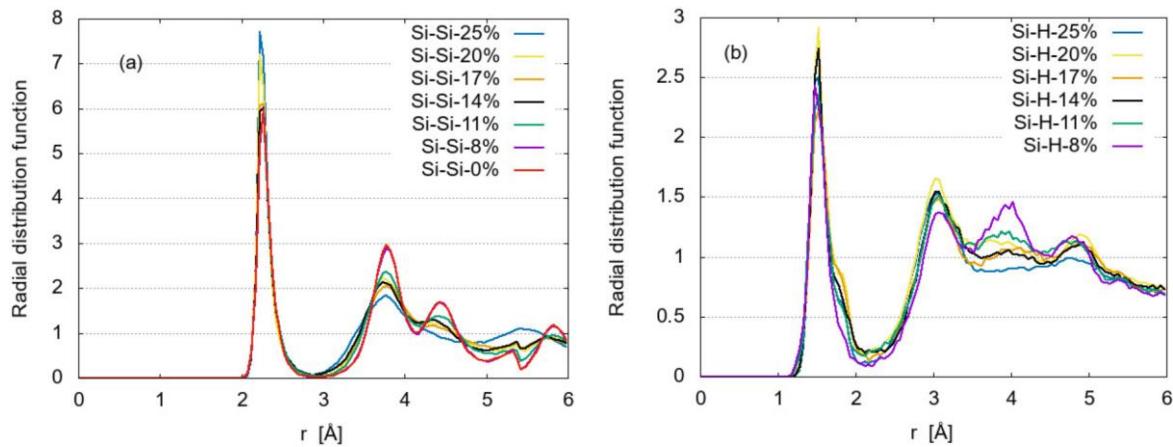 (a)
Radial distribution function
8
7
6
5
4
3
2
1
0
Si-Si-25%
Si-Si-20%
Si-Si-17%
Si-Si-14%
Si-Si-11%
Si-Si-8%
Si-Si-0%
0 1 2 3 4 5 6
r [Å]
(b)
Radial distribution function
3
2.5
2
1.5
1
0.5
0
Si-H-25%
Si-H-20%
Si-H-17%
Si-H-14%
Si-H-11%
Si-H-8%
0 1 2 3 4 5 6
r [Å]